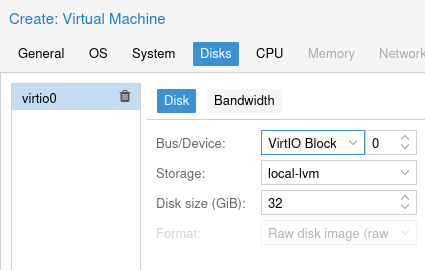 Create: Virtual Machine
General OS System Disks CPU Memory Network
virtio0
Disk Bandwidth
Bus/Device: VirtIO Block 0
Storage: local-lvm
Disk size (GiB): 32
Format: Raw disk image (raw